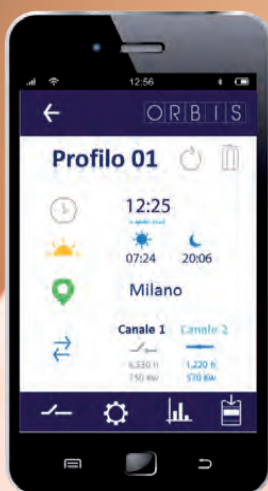 12:56
ORBIS
Profilo 01
12:25
07:24 20:06
Milano
Canale 1 Canale 2
6,330 h 1,220 h
750 Kw 570 Kw